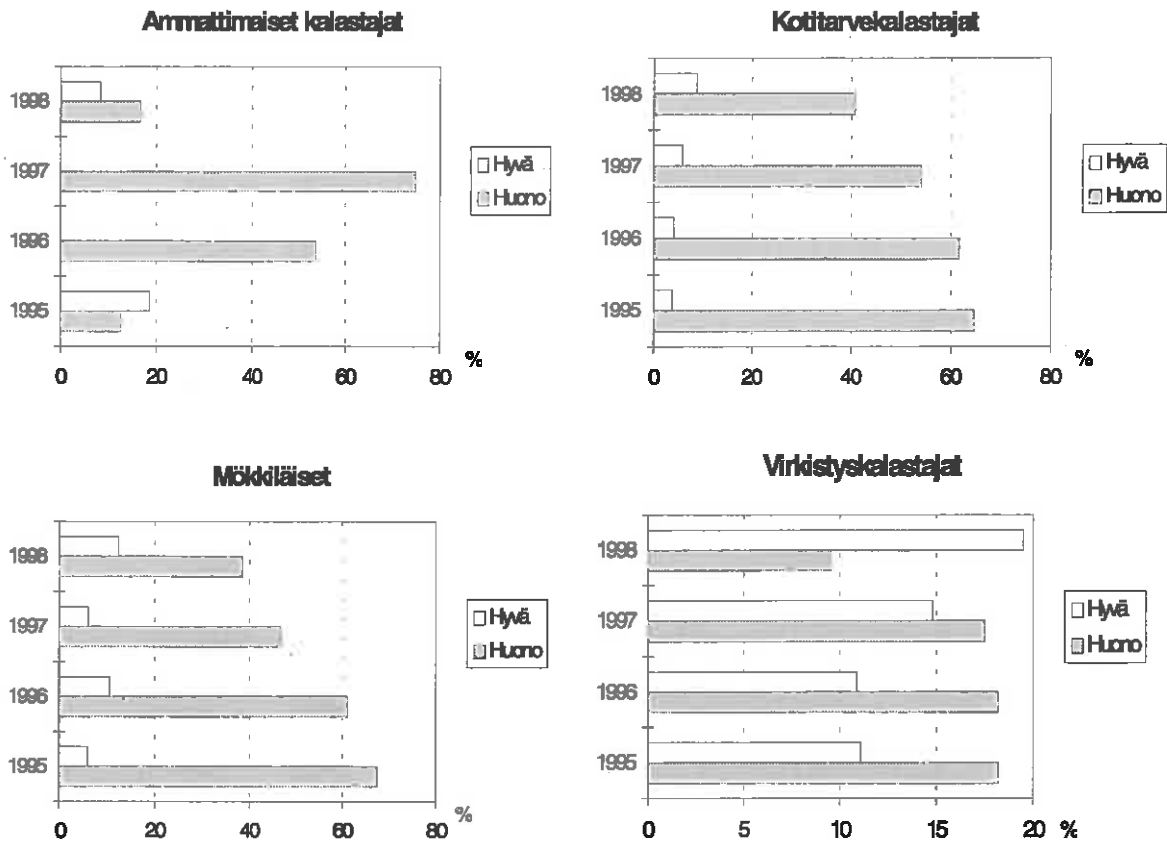 Ammattimaiset kalastajat
1998
1997
1996
1995
0 20 40 60 80 %
Hyvä
Huono
Kotitarvekalastajat
1998
1997
1996
1995
0 20 40 60 80 %
Hyvä
Huono
Mökkiläiset
1998
1997
1996
1995
0 20 40 60 80 %
Hyvä
Huono
Virkistyskalastajat
1998
1997
1996
1995
0 5 10 15 20 %
Hyvä
Huono